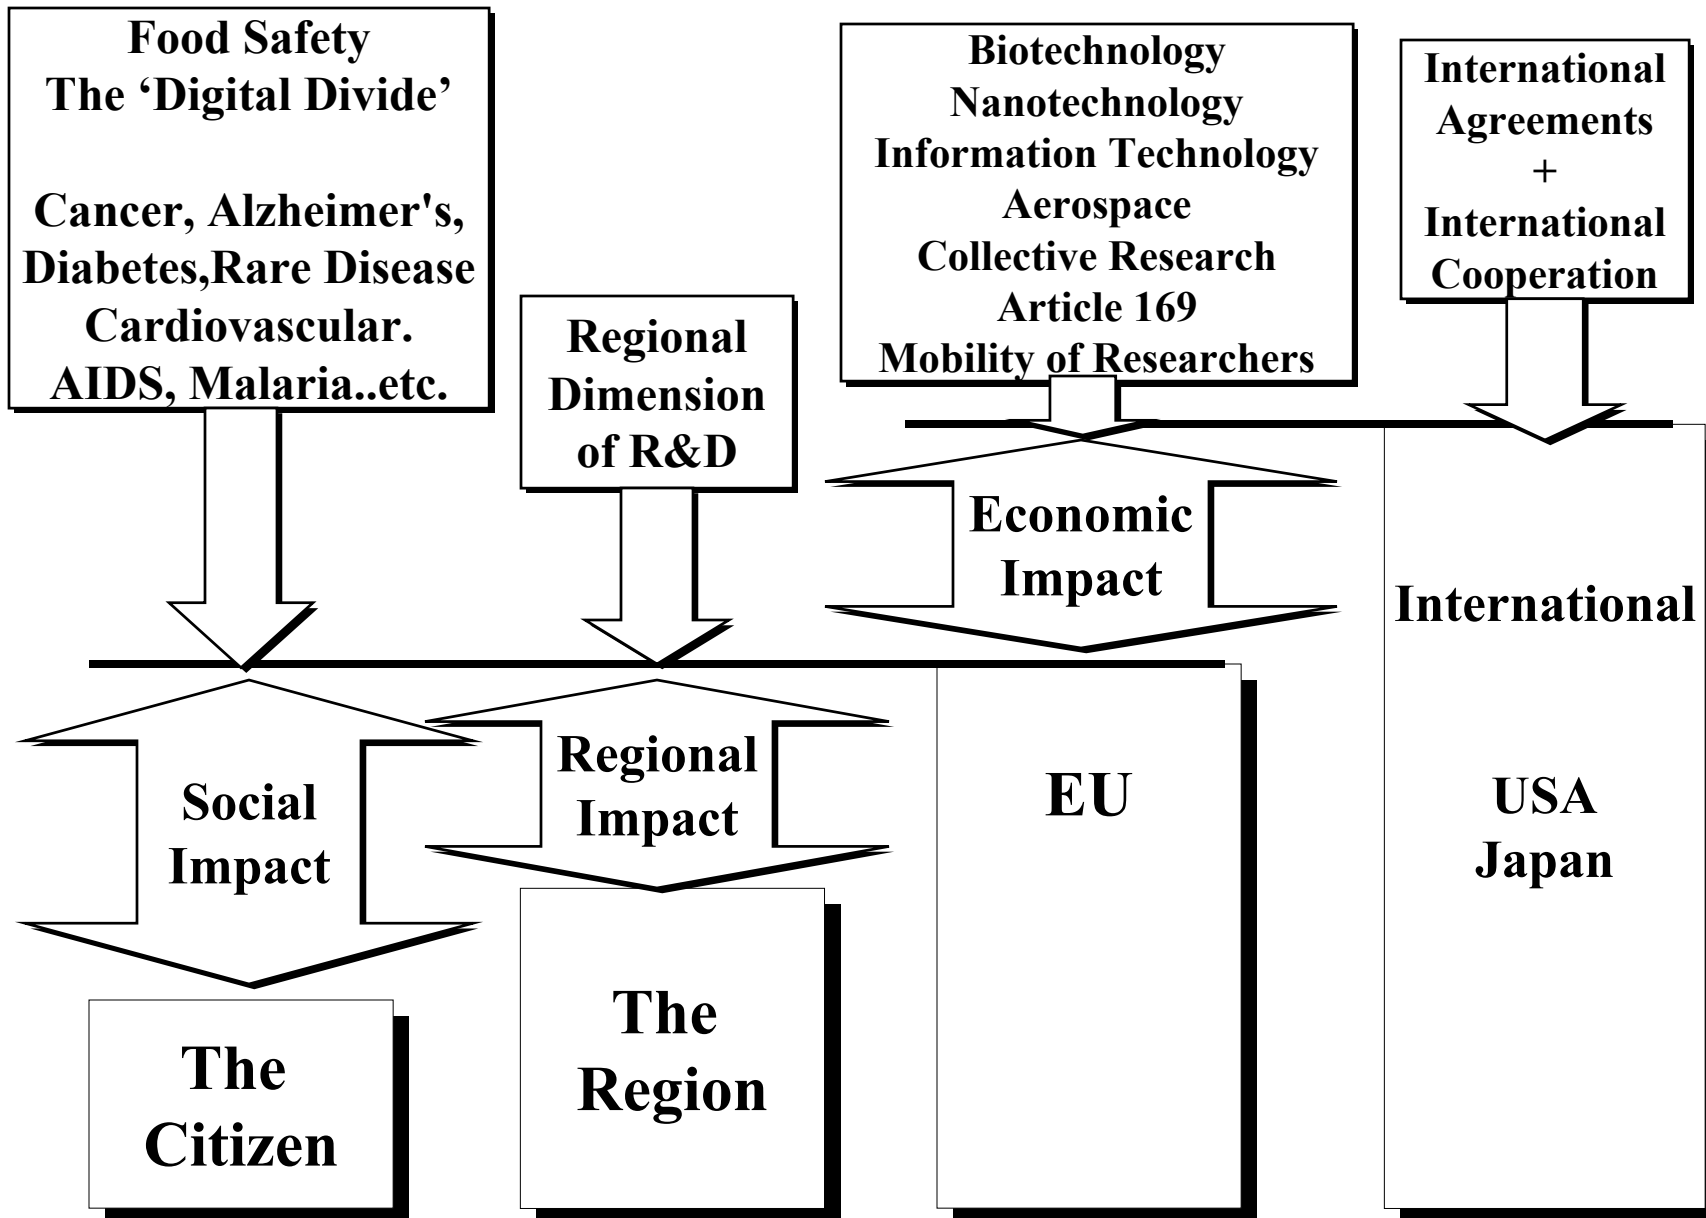 Food Safety
The ‘Digital Divide’
Cancer, Alzheimer's,
Diabetes,Rare Disease
Cardiovascular.
AIDS, Malaria..etc.
Regional
Dimension
of R&D
Biotechnology
Nanotechnology
Information Technology
Aerospace
Collective Research
Article 169
Mobility of Researchers
International
Agreements
+
International
Cooperation
Economic
Impact
International
USA
Japan
Social
Impact
Regional
Impact
EU
The
Citizen
The
Region